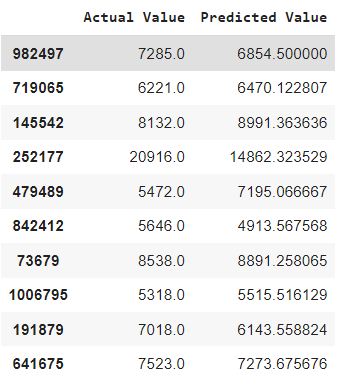 Actual Value Predicted Value
982497 7285.0 6854.500000
719065 6221.0 6470.122807
145542 8132.0 8991.363636
252177 20916.0 14862.323529
479489 5472.0 7195.066667
842412 5646.0 4913.567568
73679 8538.0 8891.258065
1006795 5318.0 5515.516129
191879 7018.0 6143.558824
641675 7523.0 7273.675676